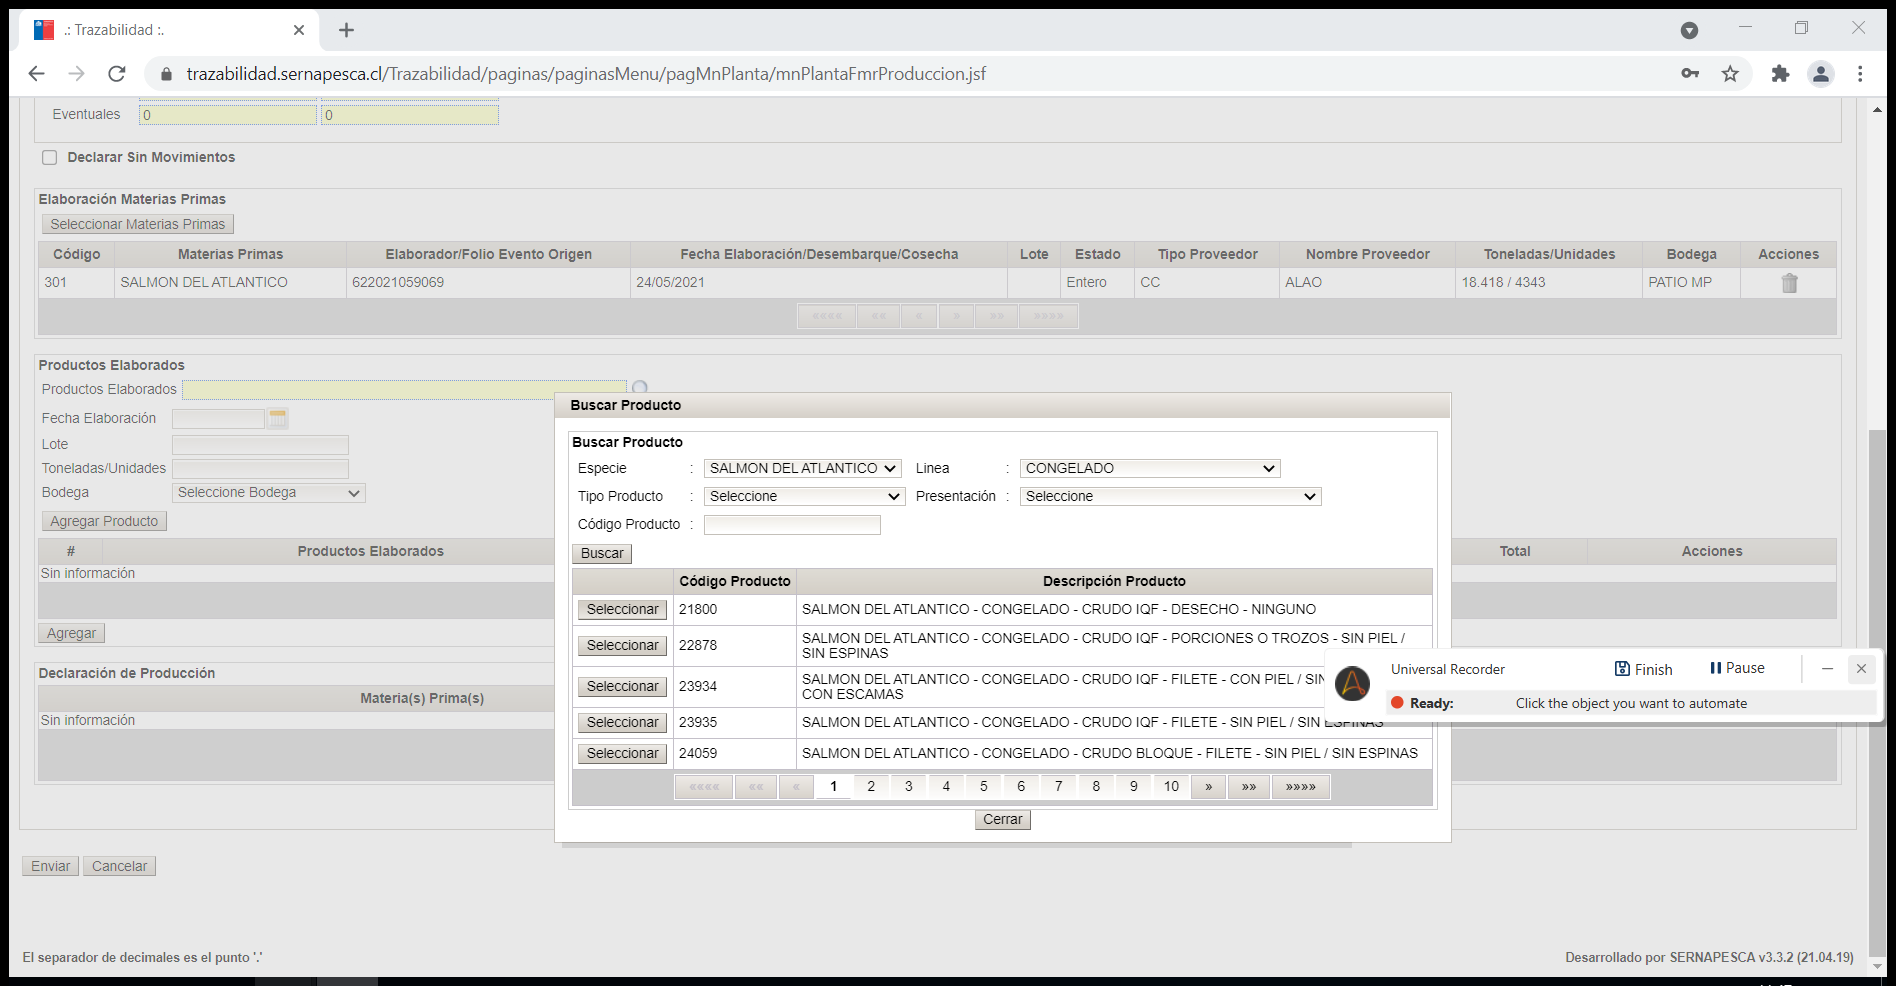 .: Trazabilidad :.
trazabilidad.sernapesca.cl/Trazabilidad/paginas/paginasMenu/pagMnPlanta/mnPlantaFmrProduccion.jsf
Eventuales 0 0
Declarar Sin Movimientos
Elaboración Materias Primas
Seleccionar Materias Primas
Código Materias Primas Elaborador/Folio Evento Origen Fecha Elaboración/Desembarque/Cosecha Lote Estado Tipo Proveedor Nombre Proveedor Toneladas/Unidades Bodega Acciones
301 SALMON DEL ATLANTICO 622021059069 24/05/2021 Entero CC ALAO 18.418 / 4343 PATIO MP
«««« «« « » »» »»»»
Productos Elaborados
Productos Elaborados
Fecha Elaboración
Lote
Toneladas/Unidades
Bodega Seleccione Bodega
Agregar Producto
# Productos Elaborados Total Acciones
Sin información
Agregar
Declaración de Producción
Materia(s) Prima(s)
Sin información
Buscar Producto
Buscar Producto
Especie : SALMON DEL ATLANTICO Linea : CONGELADO
Tipo Producto : Seleccione Presentación : Seleccione
Código Producto :
Buscar
Código Producto Descripción Producto
Seleccionar 21800 SALMON DEL ATLANTICO - CONGELADO - CRUDO IQF - DESECHO - NINGUNO
Seleccionar 22878 SALMON DEL ATLANTICO - CONGELADO - CRUDO IQF - PORCIONES O TROZOS - SIN PIEL /
SIN ESPINAS
Seleccionar 23934 SALMON DEL ATLANTICO - CONGELADO - CRUDO IQF - FILETE - CON PIEL / SIN
CON ESCAMAS
Seleccionar 23935 SALMON DEL ATLANTICO - CONGELADO - CRUDO IQF - FILETE - SIN PIEL / SIN ESPINAS
Seleccionar 24059 SALMON DEL ATLANTICO - CONGELADO - CRUDO BLOQUE - FILETE - SIN PIEL / SIN ESPINAS
«««« «« « 1 2 3 4 5 6 7 8 9 10 » »» »»»»
Cerrar
Universal Recorder Finish Pause
Ready: Click the object you want to automate
Enviar Cancelar
El separador de decimales es el punto '.'
Desarrollado por SERNAPESCA v3.3.2 (21.04.19)